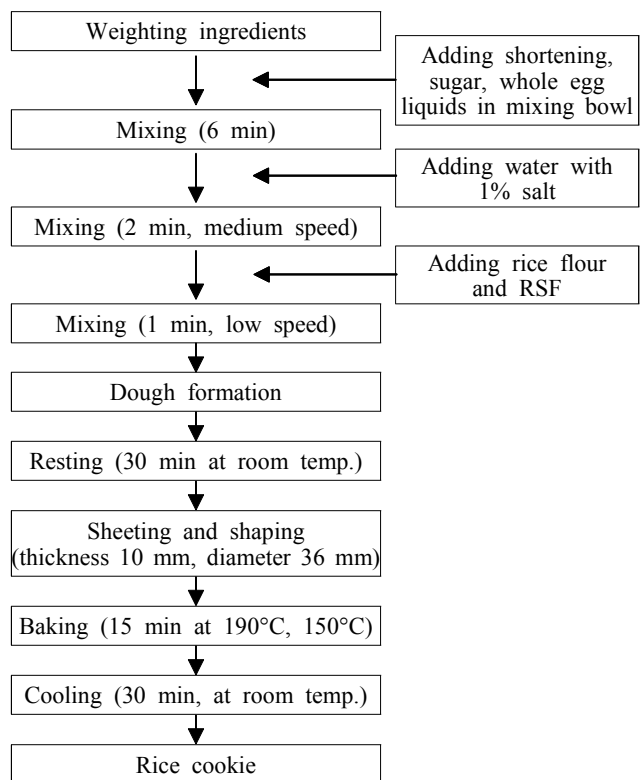 Weighting ingredients
Adding shortening,
sugar, whole egg
liquids in mixing bowl
Mixing (6 min)
Adding water with
1% salt
Mixing (2 min, medium speed)
Adding rice flour
and RSF
Mixing (1 min, low speed)
Dough formation
Resting (30 min at room temp.)
Sheeting and shaping
(thickness 10 mm, diameter 36 mm)
Baking (15 min at 190°C, 150°C)
Cooling (30 min, at room temp.)
Rice cookie